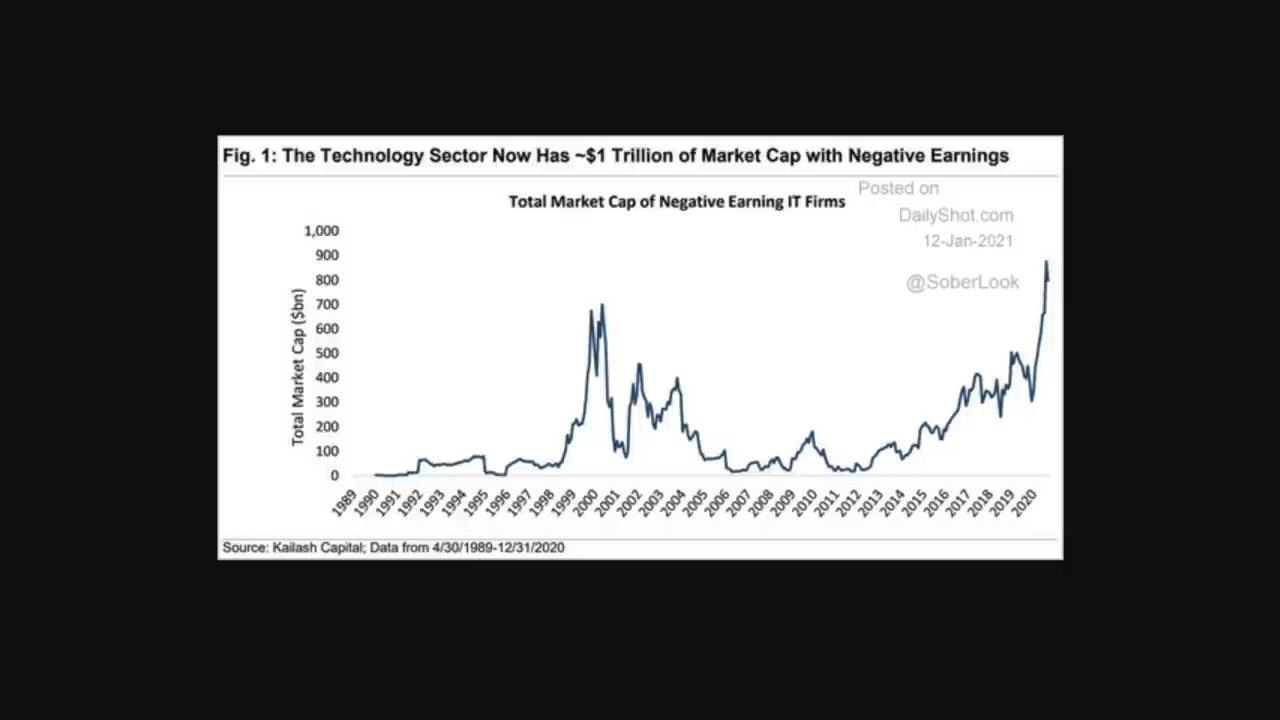 Fig. 1: The Technology Sector Now Has ~$1 Trillion of Market Cap with Negative Earnings
Posted on
Total Market Cap of Negative Earning IT Firms
DailyShot.com
12-Jan-2021
@SoberLook
Total Market Cap ($bn)
1,000
900
800
700
600
500
400
300
200
100
0
1989 1990 1991 1992 1993 1994 1995 1996 1997 1998 1999 2000 2001 2002 2003 2004 2005 2006 2007 2008 2009 2010 2011 2012 2013 2014 2015 2016 2017 2018 2019 2020
Source: Kailash Capital; Data from 4/30/1989-12/31/2020